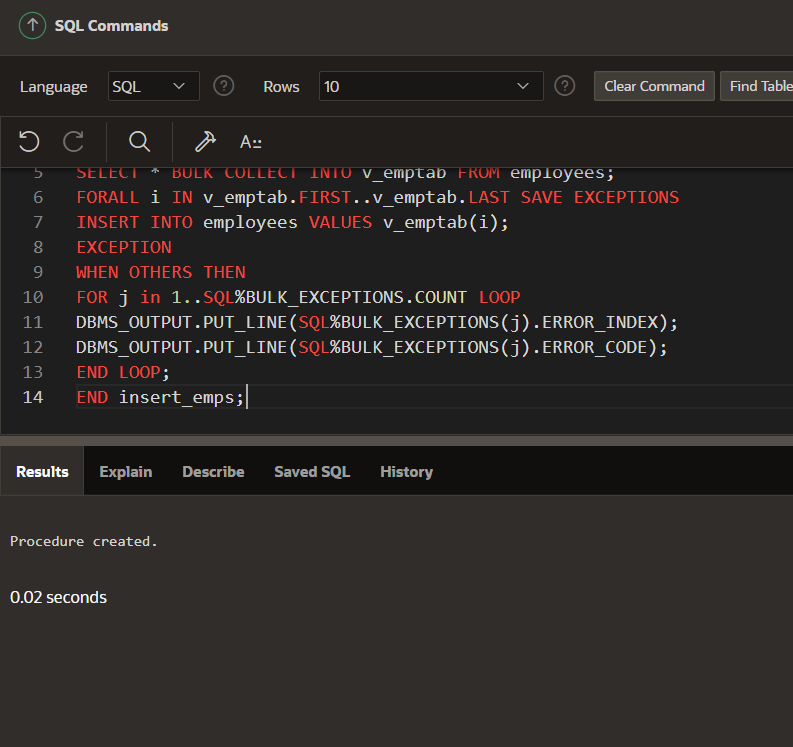 SQL Commands
Language SQL ? Rows 10 ? Clear Command Find Table
A::
5 SELECT * BULK COLLECT INTO v_emptab FROM employees;
6 FORALL i IN v_emptab.FIRST..v_emptab.LAST SAVE EXCEPTIONS
7 INSERT INTO employees VALUES v_emptab(i);
8 EXCEPTION
9 WHEN OTHERS THEN
10 FOR j in 1..SQL%BULK_EXCEPTIONS.COUNT LOOP
11 DBMS_OUTPUT.PUT_LINE(SQL%BULK_EXCEPTIONS(j).ERROR_INDEX);
12 DBMS_OUTPUT.PUT_LINE(SQL%BULK_EXCEPTIONS(j).ERROR_CODE);
13 END LOOP;
14 END insert_emps;
Results Explain Describe Saved SQL History
Procedure created.
0.02 seconds